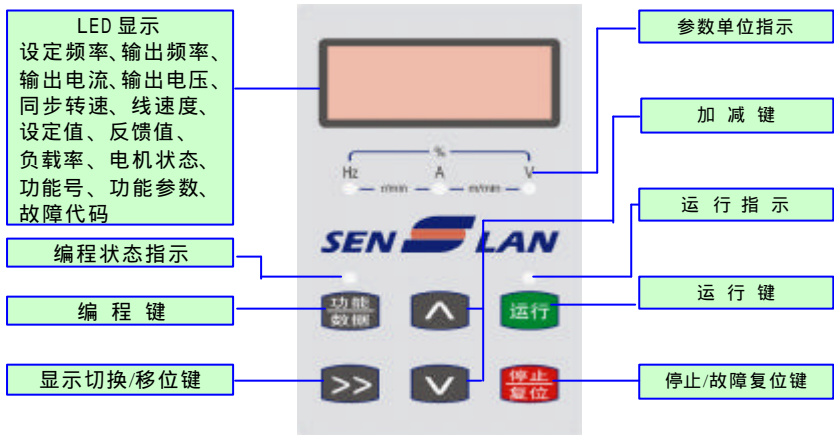 LED 显示
设定频率、输出频率、
输出电流、输出电压、
同步转速、线速度、
设定值、反馈值、
负载率、电机状态、
功能号、功能参数、
故障代码
编程状态指示
编 程 键
显示切换/移位键
%
Hz A V
r/min m/min
SEN LAN
功能
数据
运行
>>
停止
复位
参数单位指示
加 减 键
运 行 指 示
运 行 键
停止/故障复位键